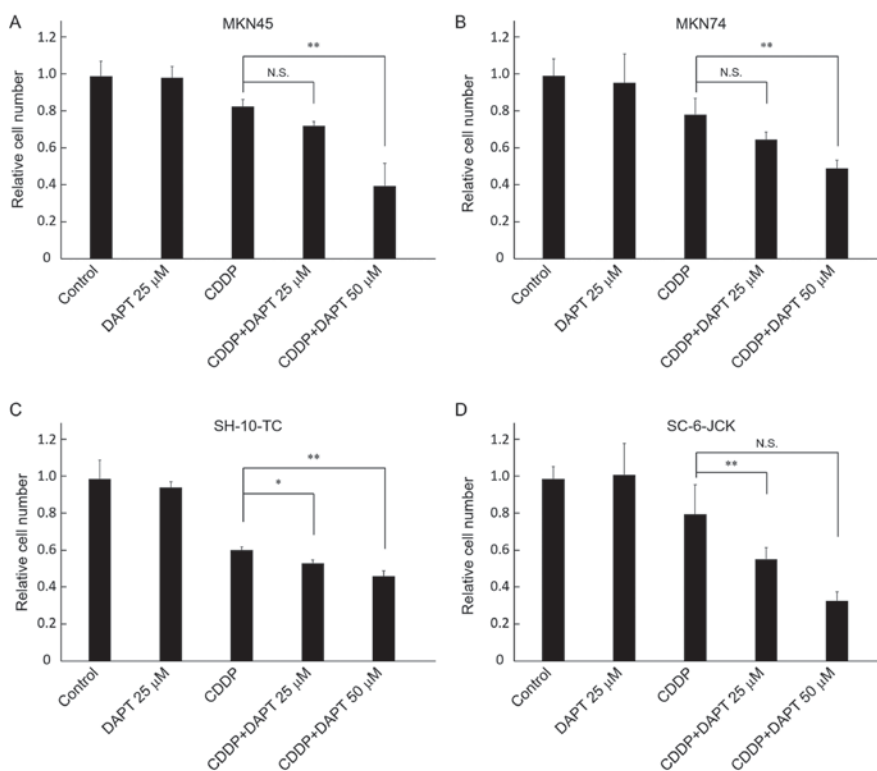 A
MKN45
Relative cell number
1.2
1.0
0.8
0.6
0.4
0.2
0
**
N.S.
Control
DAPT 25 μM
CDDP
CDDP+DAPT 25 μM
CDDP+DAPT 50 μM
B
MKN74
Relative cell number
1.2
1.0
0.8
0.6
0.4
0.2
0
**
N.S.
Control
DAPT 25 μM
CDDP
CDDP+DAPT 25 μM
CDDP+DAPT 50 μM
C
SH-10-TC
Relative cell number
1.2
1.0
0.8
0.6
0.4
0.2
0
**
*
Control
DAPT 25 μM
CDDP
CDDP+DAPT 25 μM
CDDP+DAPT 50 μM
D
SC-6-JCK
Relative cell number
1.2
1.0
0.8
0.6
0.4
0.2
0
N.S.
**
Control
DAPT 25 μM
CDDP
CDDP+DAPT 25 μM
CDDP+DAPT 50 μM